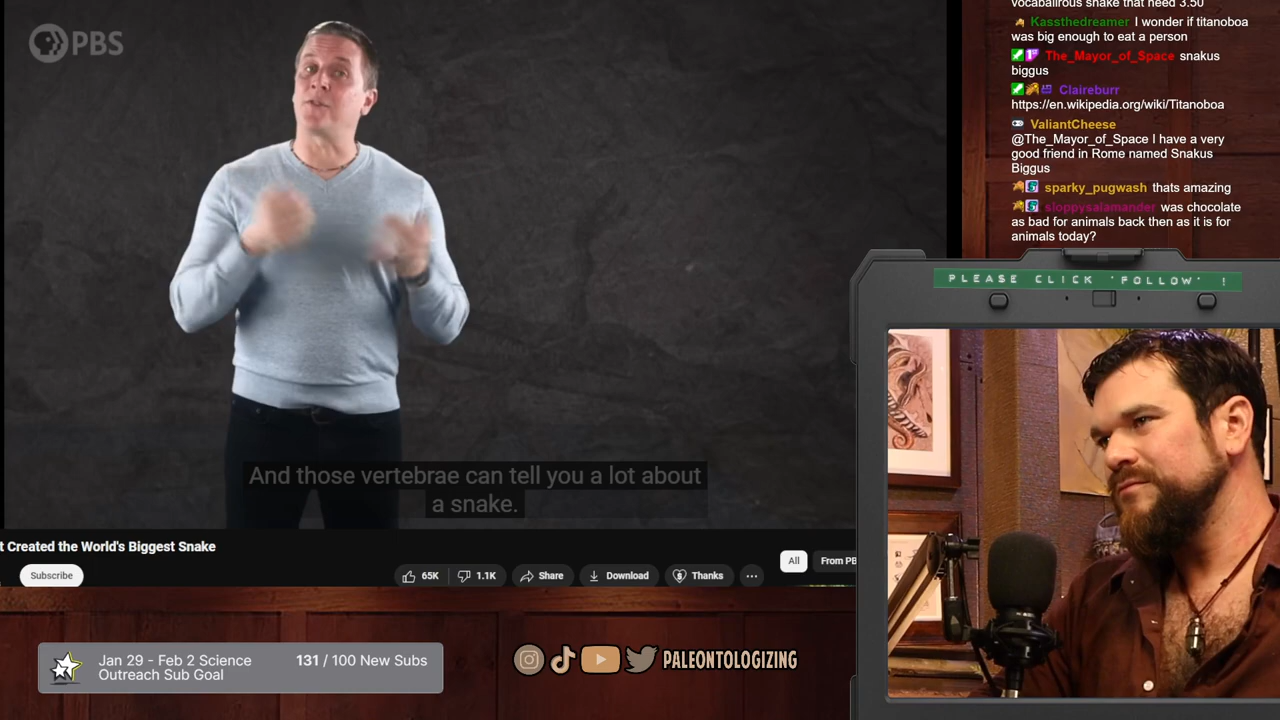 PBS
vocabalirous snake that need 3.50
Kassthedreamer I wonder if titanoboa
was big enough to eat a person
The_Mayor_of_Space snakus
biggus
Claireburr
https://en.wikipedia.org/wiki/Titanoboa
ValiantCheese
@The_Mayor_of_Space I have a very
good friend in Rome named Snakus
Biggus
sparky_pugwash thats amazing
sloppysalamander was chocolate
as bad for animals back then as it is for
animals today?
PLEASE CLICK 'FOLLOW' !
And those vertebrae can tell you a lot about
a snake.
t Created the World's Biggest Snake
Subscribe
65K
1.1K
Share
Download
Thanks
All
From PB
Jan 29 - Feb 2 Science
Outreach Sub Goal
131 / 100 New Subs
PALEONTOLOGIZING